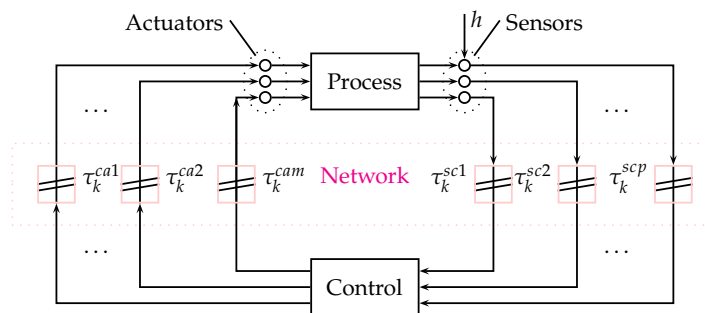 Actuators h Sensors
Process
... ...
τ_k^{ca1} τ_k^{ca2} τ_k^{cam} Network τ_k^{sc1} τ_k^{sc2} τ_k^{scp}
... ...
Control